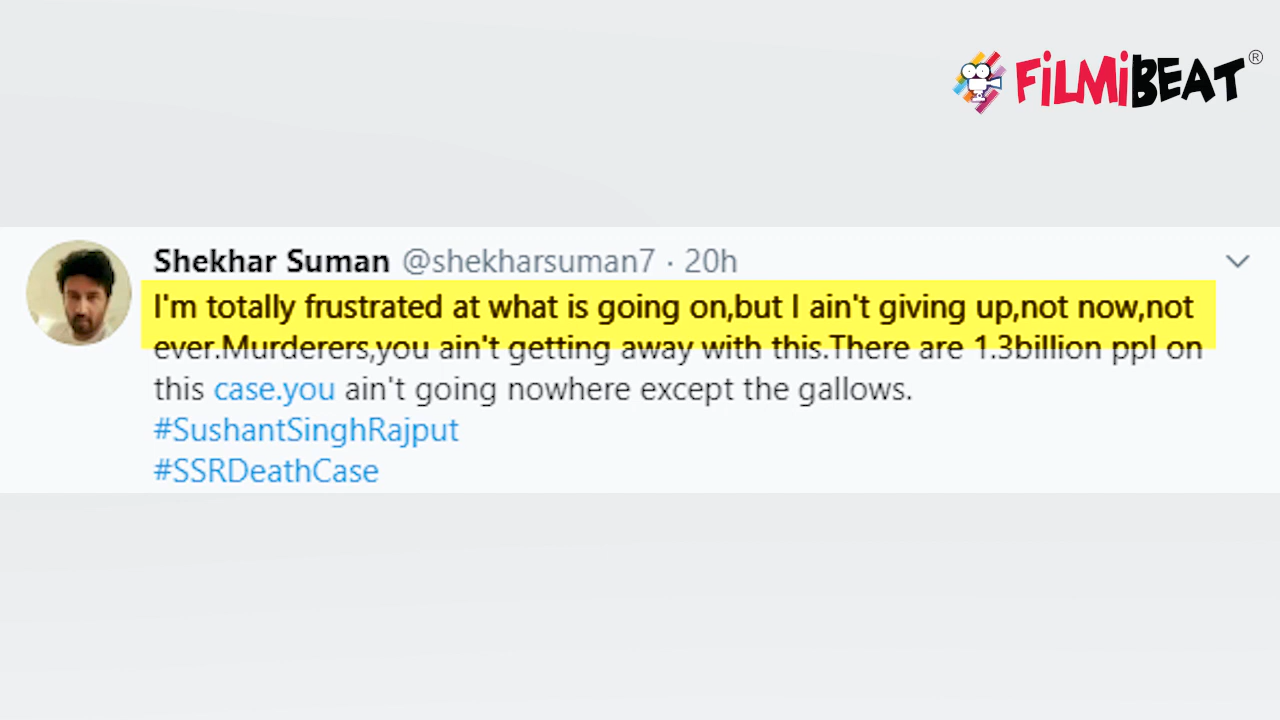 FiLMiBEAT®
Shekhar Suman @shekharsuman7 · 20h
I'm totally frustrated at what is going on,but I ain't giving up,not now,not
ever.Murderers,you ain't getting away with this.There are 1.3billion ppl on
this case.you ain't going nowhere except the gallows.
#SushantSinghRajput
#SSRDeathCase